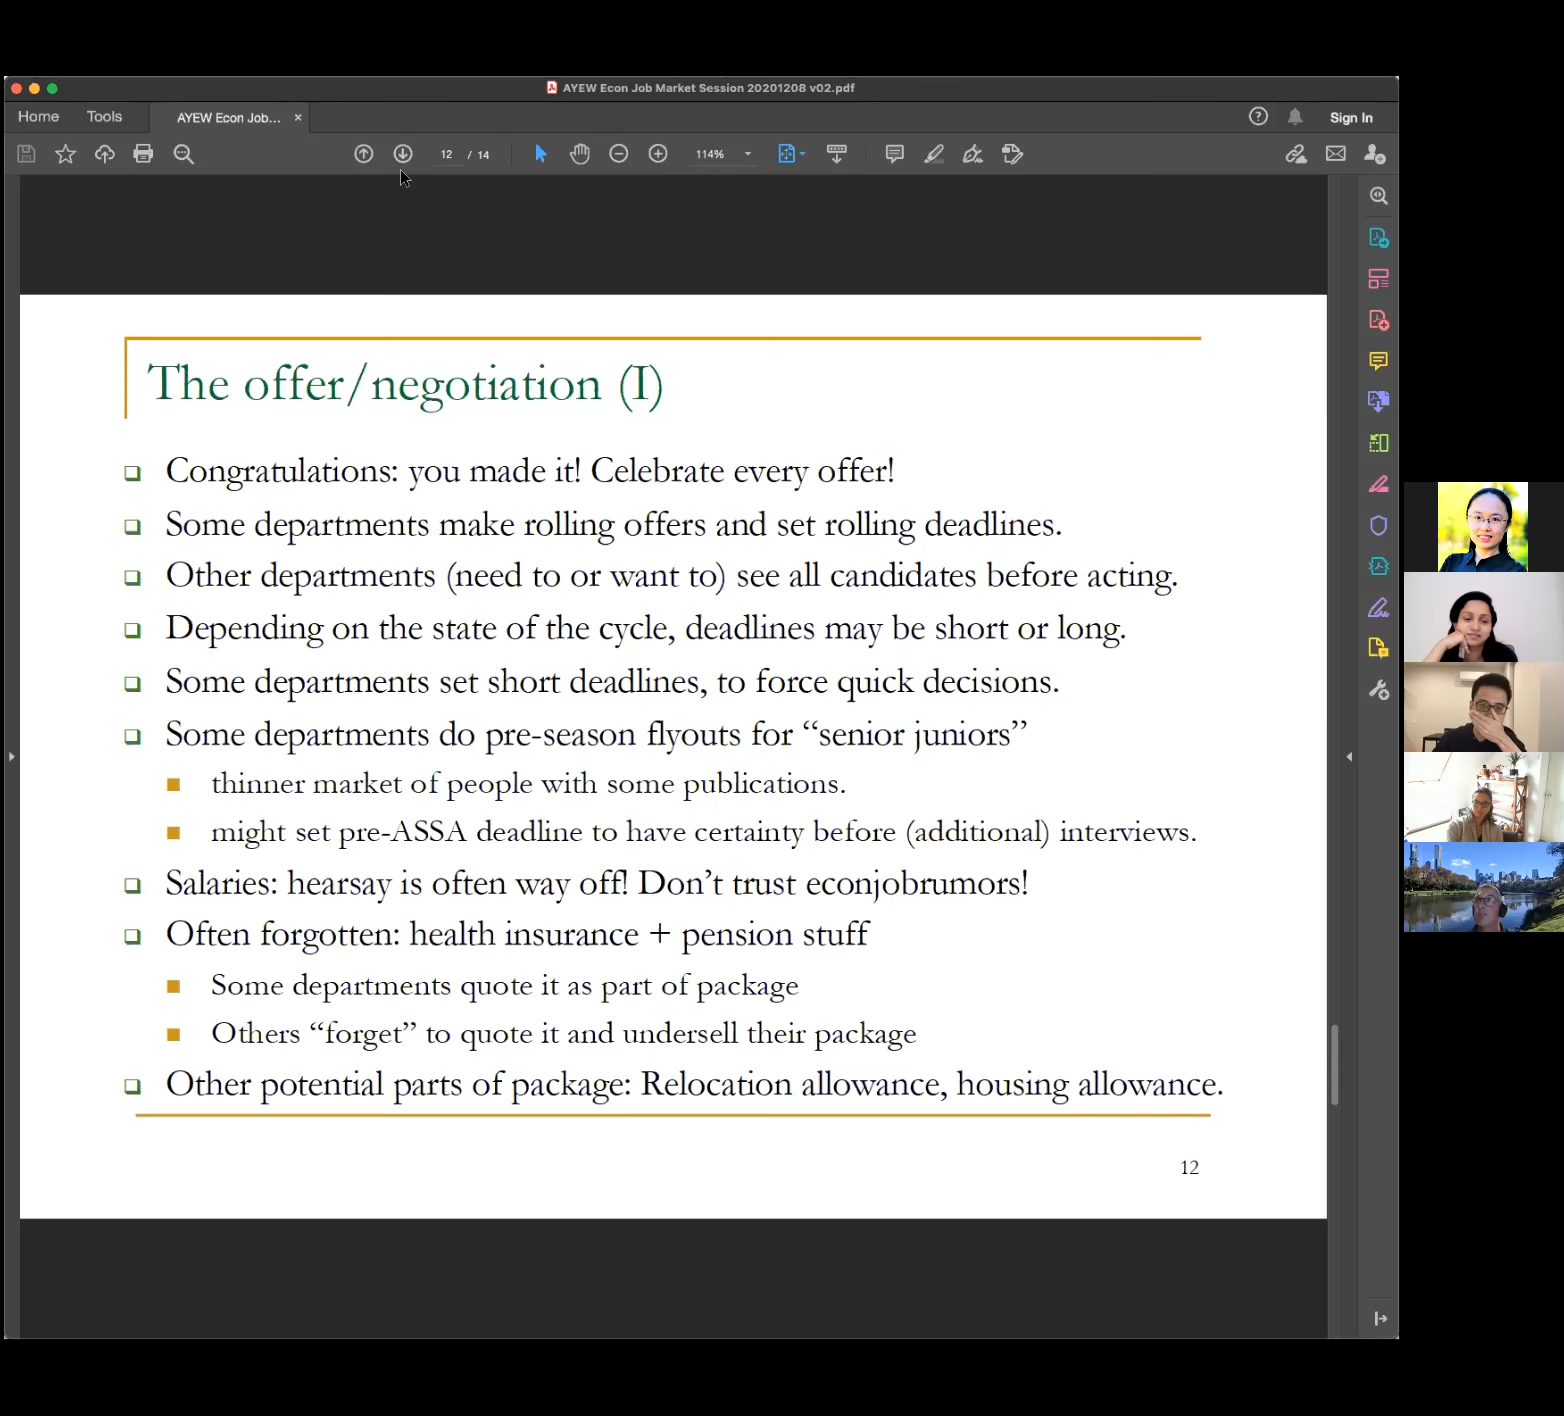 AYEW Econ Job Market Session 20201208 v02.pdf
Home Tools AYEW Econ Job... × Sign In
12 / 14 114%
The offer/negotiation (I)
Congratulations: you made it! Celebrate every offer!
Some departments make rolling offers and set rolling deadlines.
Other departments (need to or want to) see all candidates before acting.
Depending on the state of the cycle, deadlines may be short or long.
Some departments set short deadlines, to force quick decisions.
Some departments do pre-season flyouts for “senior juniors”
thinner market of people with some publications.
might set pre-ASSA deadline to have certainty before (additional) interviews.
Salaries: hearsay is often way off! Don’t trust econjobrumors!
Often forgotten: health insurance + pension stuff
Some departments quote it as part of package
Others “forget” to quote it and undersell their package
Other potential parts of package: Relocation allowance, housing allowance.
12